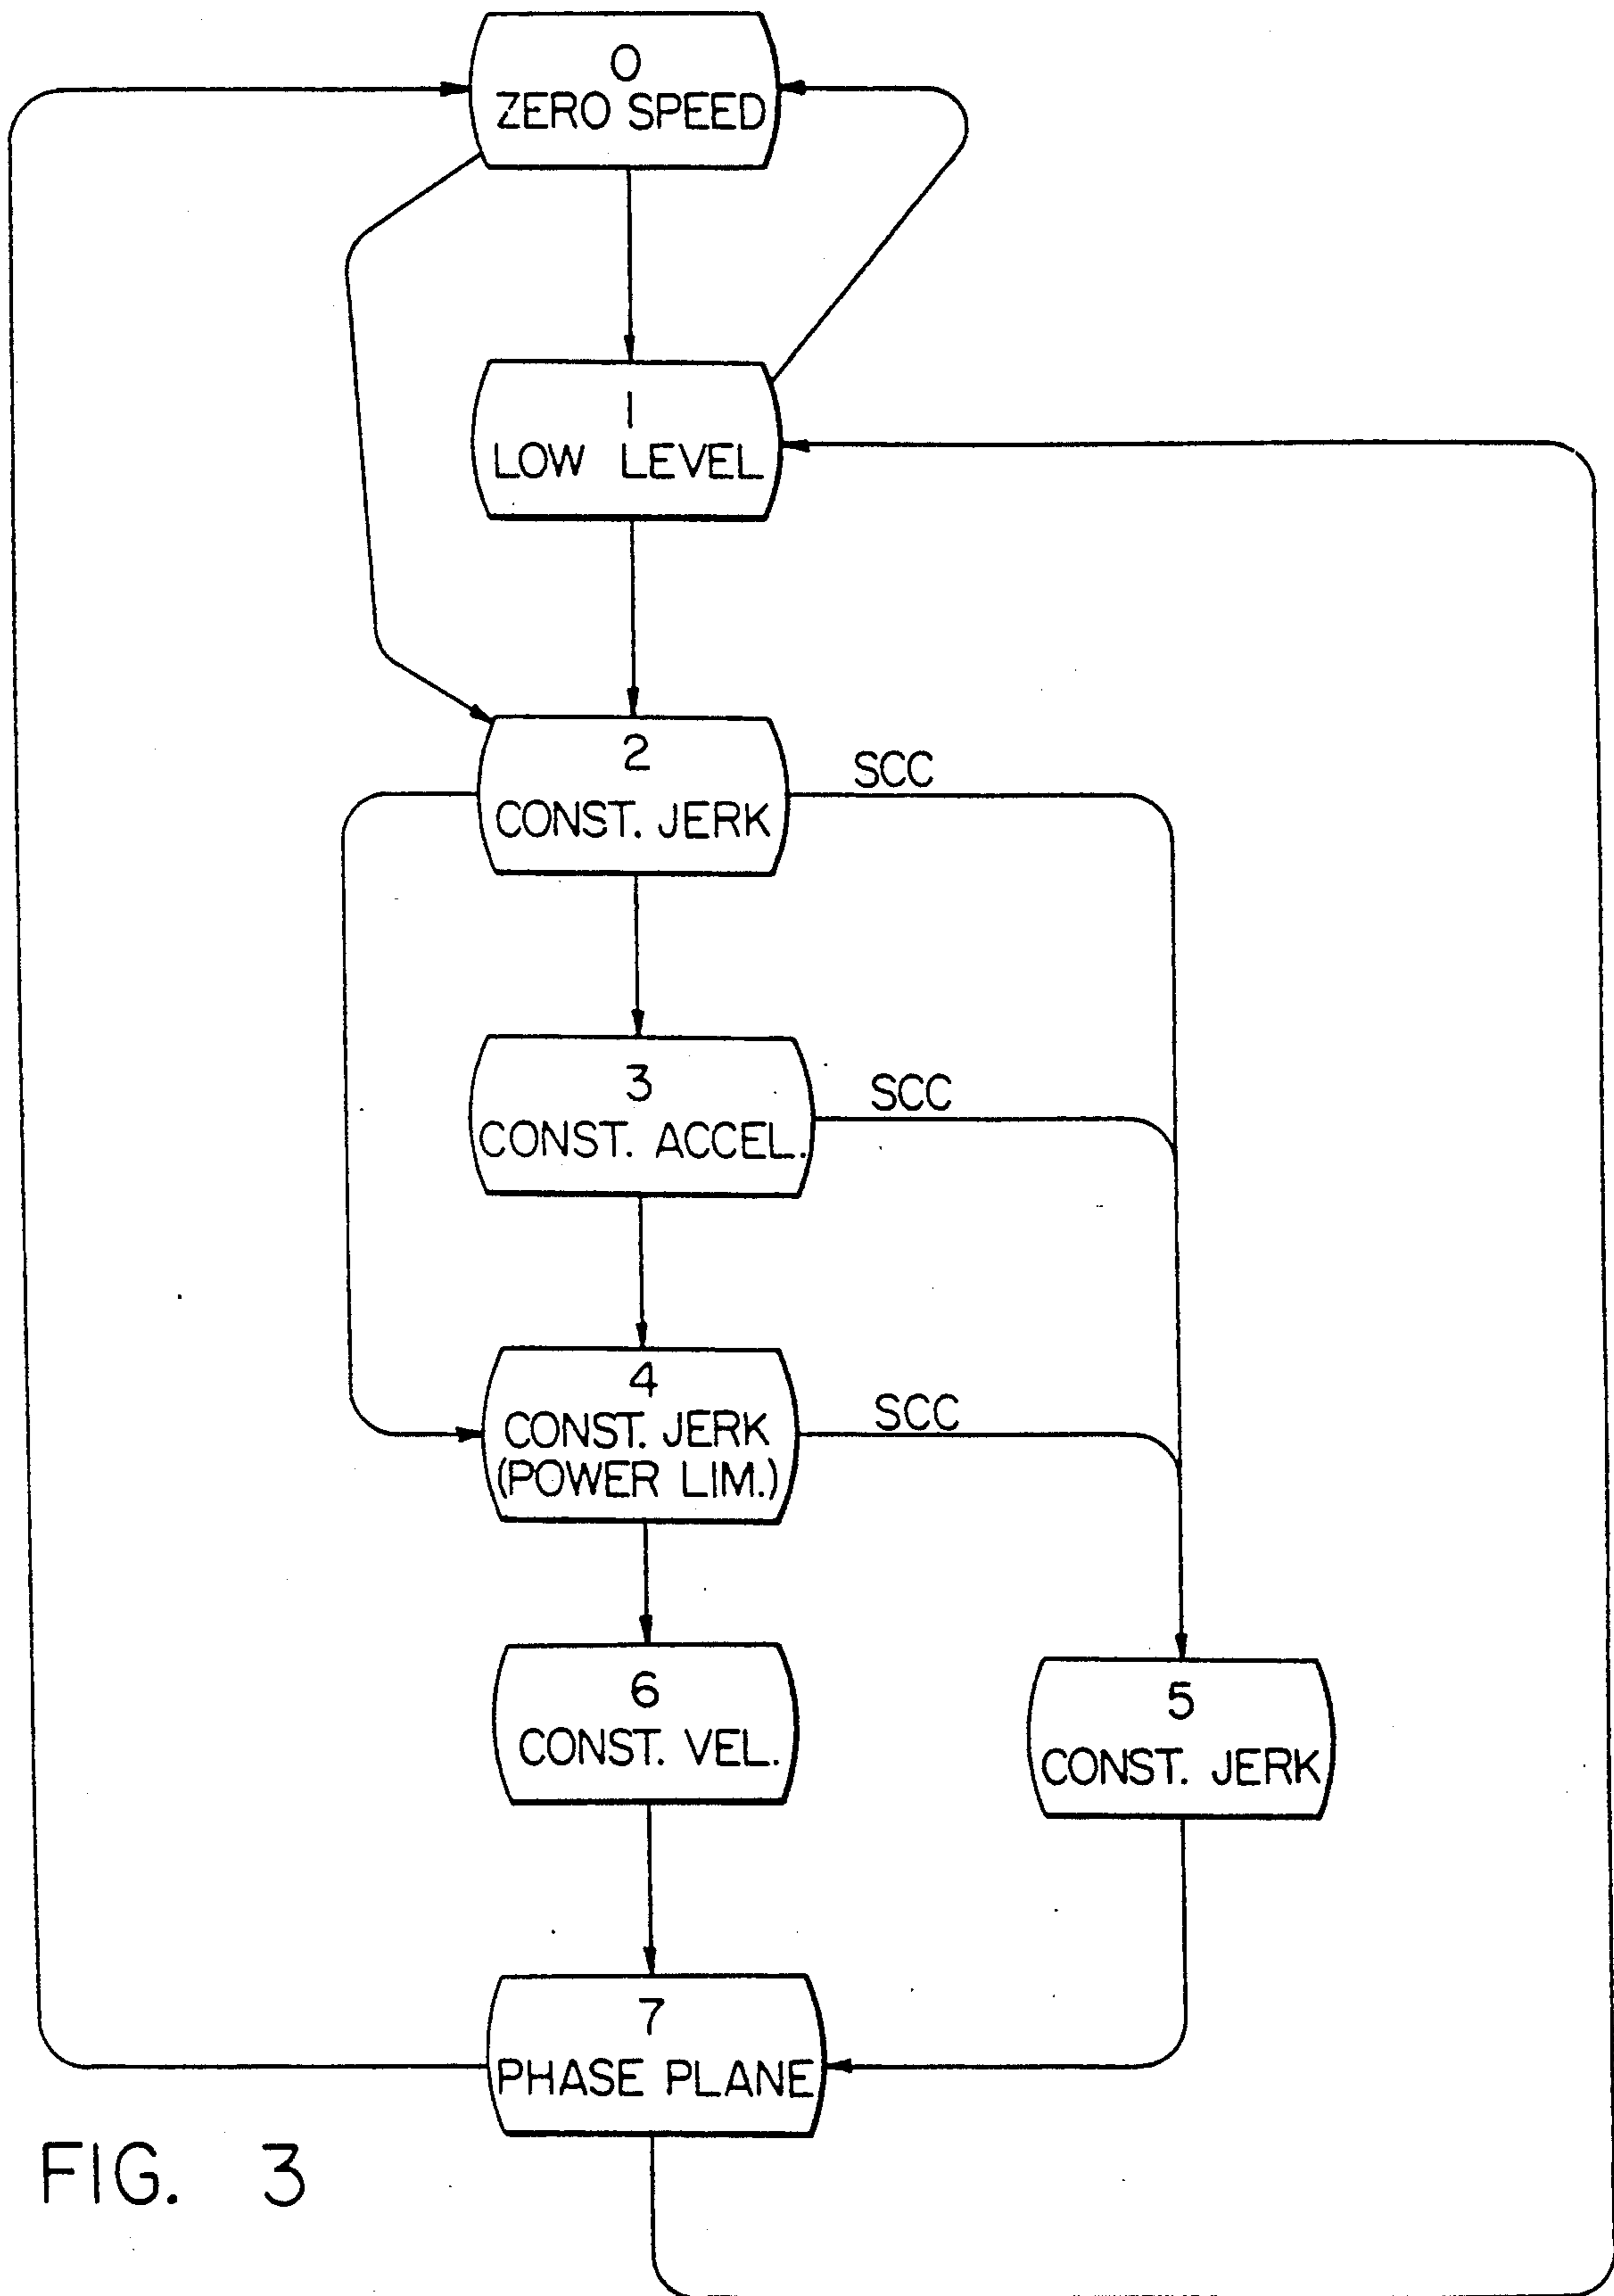 0
ZERO SPEED
1
LOW LEVEL
2
CONST. JERK
SCC
3
CONST. ACCEL.
SCC
4
CONST. JERK
(POWER LIM.)
SCC
6
CONST. VEL.
5
CONST. JERK
7
PHASE PLANE
FIG. 3